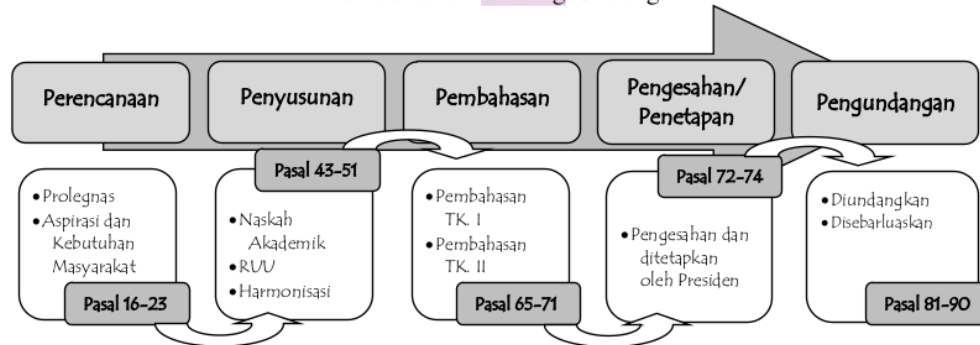 Perencanaan
Penyusunan
Pembahasan
Pengesahan/
Penetapan
Pengundangan
• Prolegnas
• Aspirasi dan
Kebutuhan
Masyarakat
Pasal 16-23
Pasal 43-51
• Naskah
Akademik
• RUU
• Harmonisasi
• Pembahasan
TK. I
• Pembahasan
TK. II
Pasal 65-71
Pasal 72-74
• Pengesahan dan
ditetapkan
oleh Presiden
• Diundangkan
• Disebarluaskan
Pasal 81-90